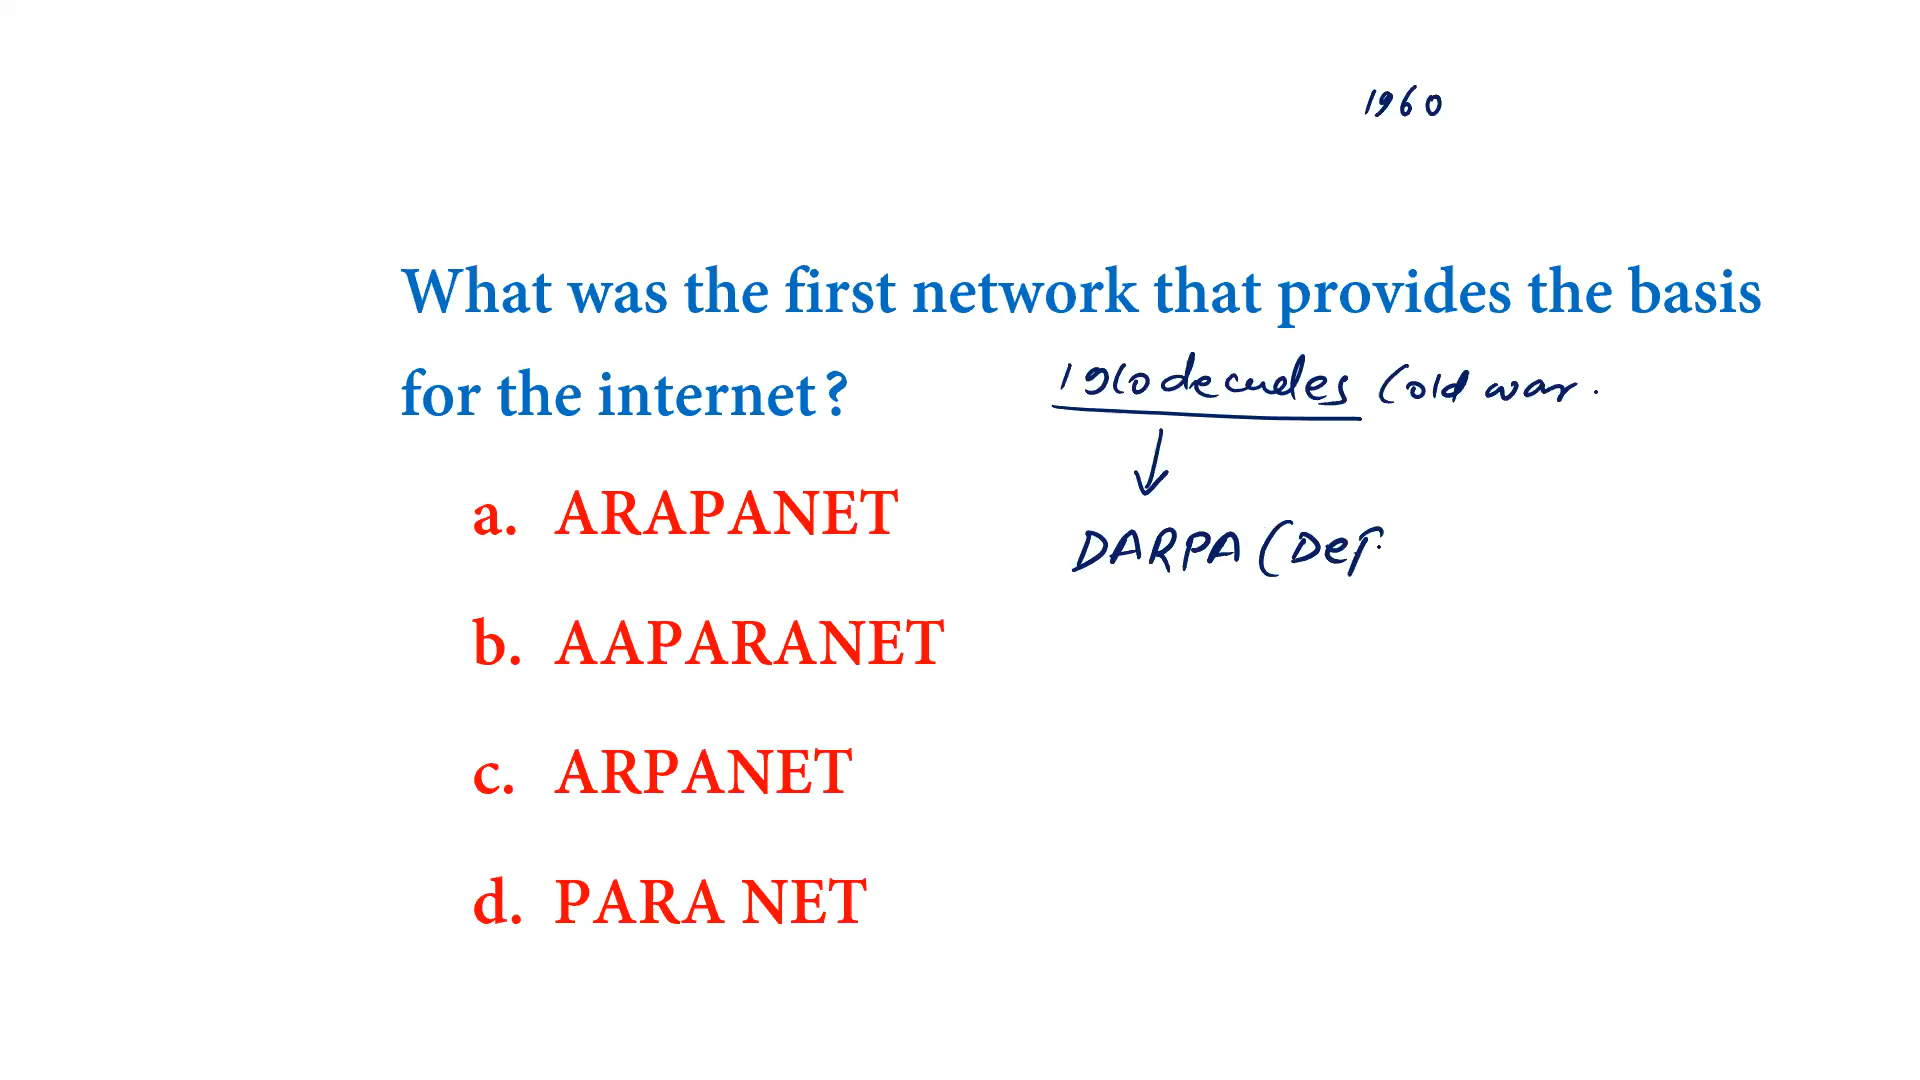 1960
What was the first network that provides the basis
for the internet?
1960 decades Cold war.
a. ARAPANET
DARPA (Def.
b. AAPARANET
c. ARPANET
d. PARA NET